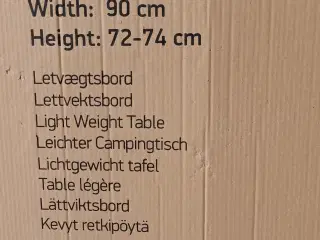 Width: 90 cm
Height: 72-74 cm
Letvægtsbord
Lettvektsbord
Light Weight Table
Leichter Campingtisch
Lichtgewicht tafel
Table légère
Lättviktsbord
Kevyt retkipöytä